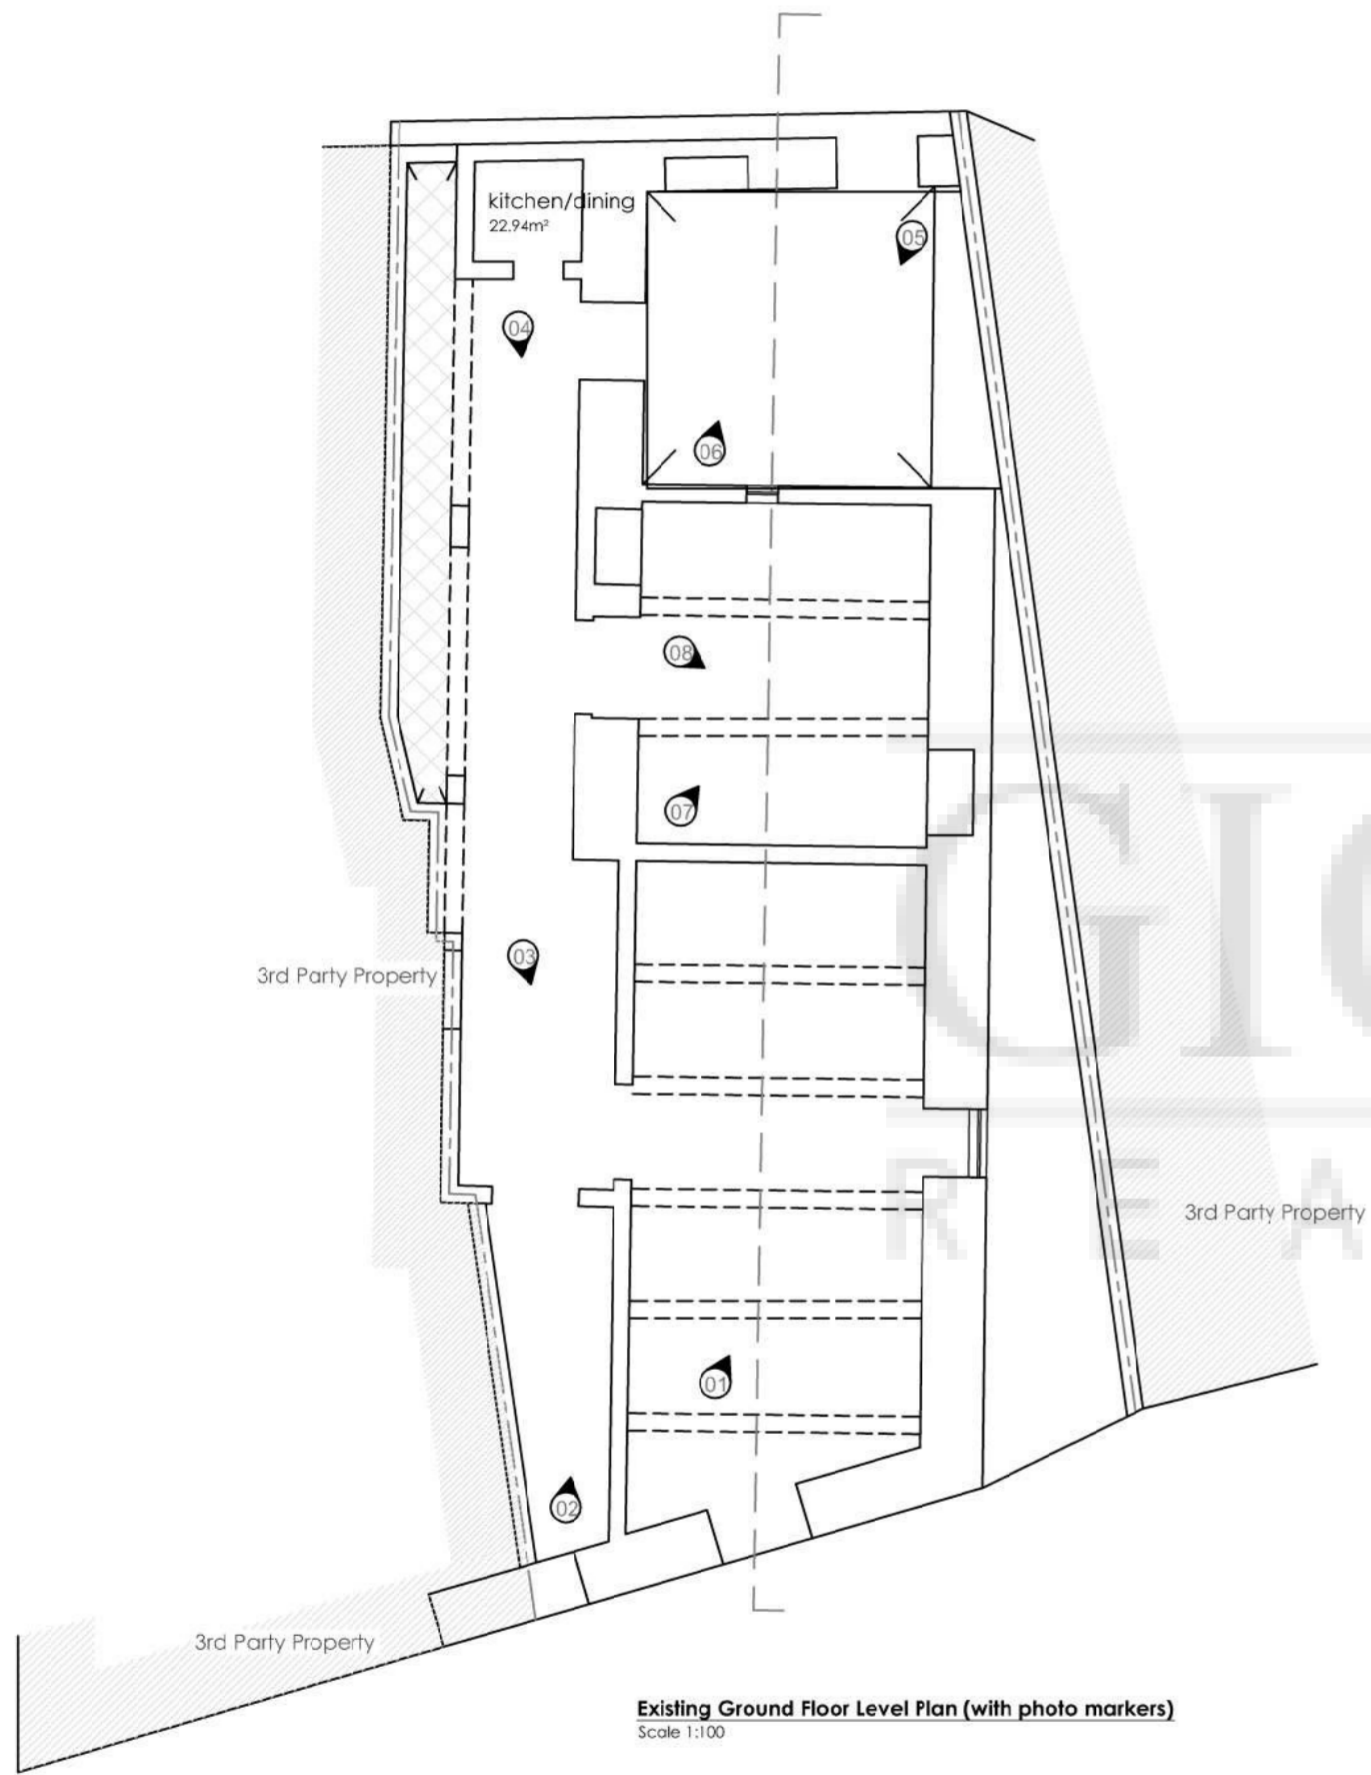 kitchen/dining
22.94m²
05
04
06
08
07
03
3rd Party Property
3rd Party Property
01
02
3rd Party Property
Existing Ground Floor Level Plan (with photo markers)
Scale 1:100